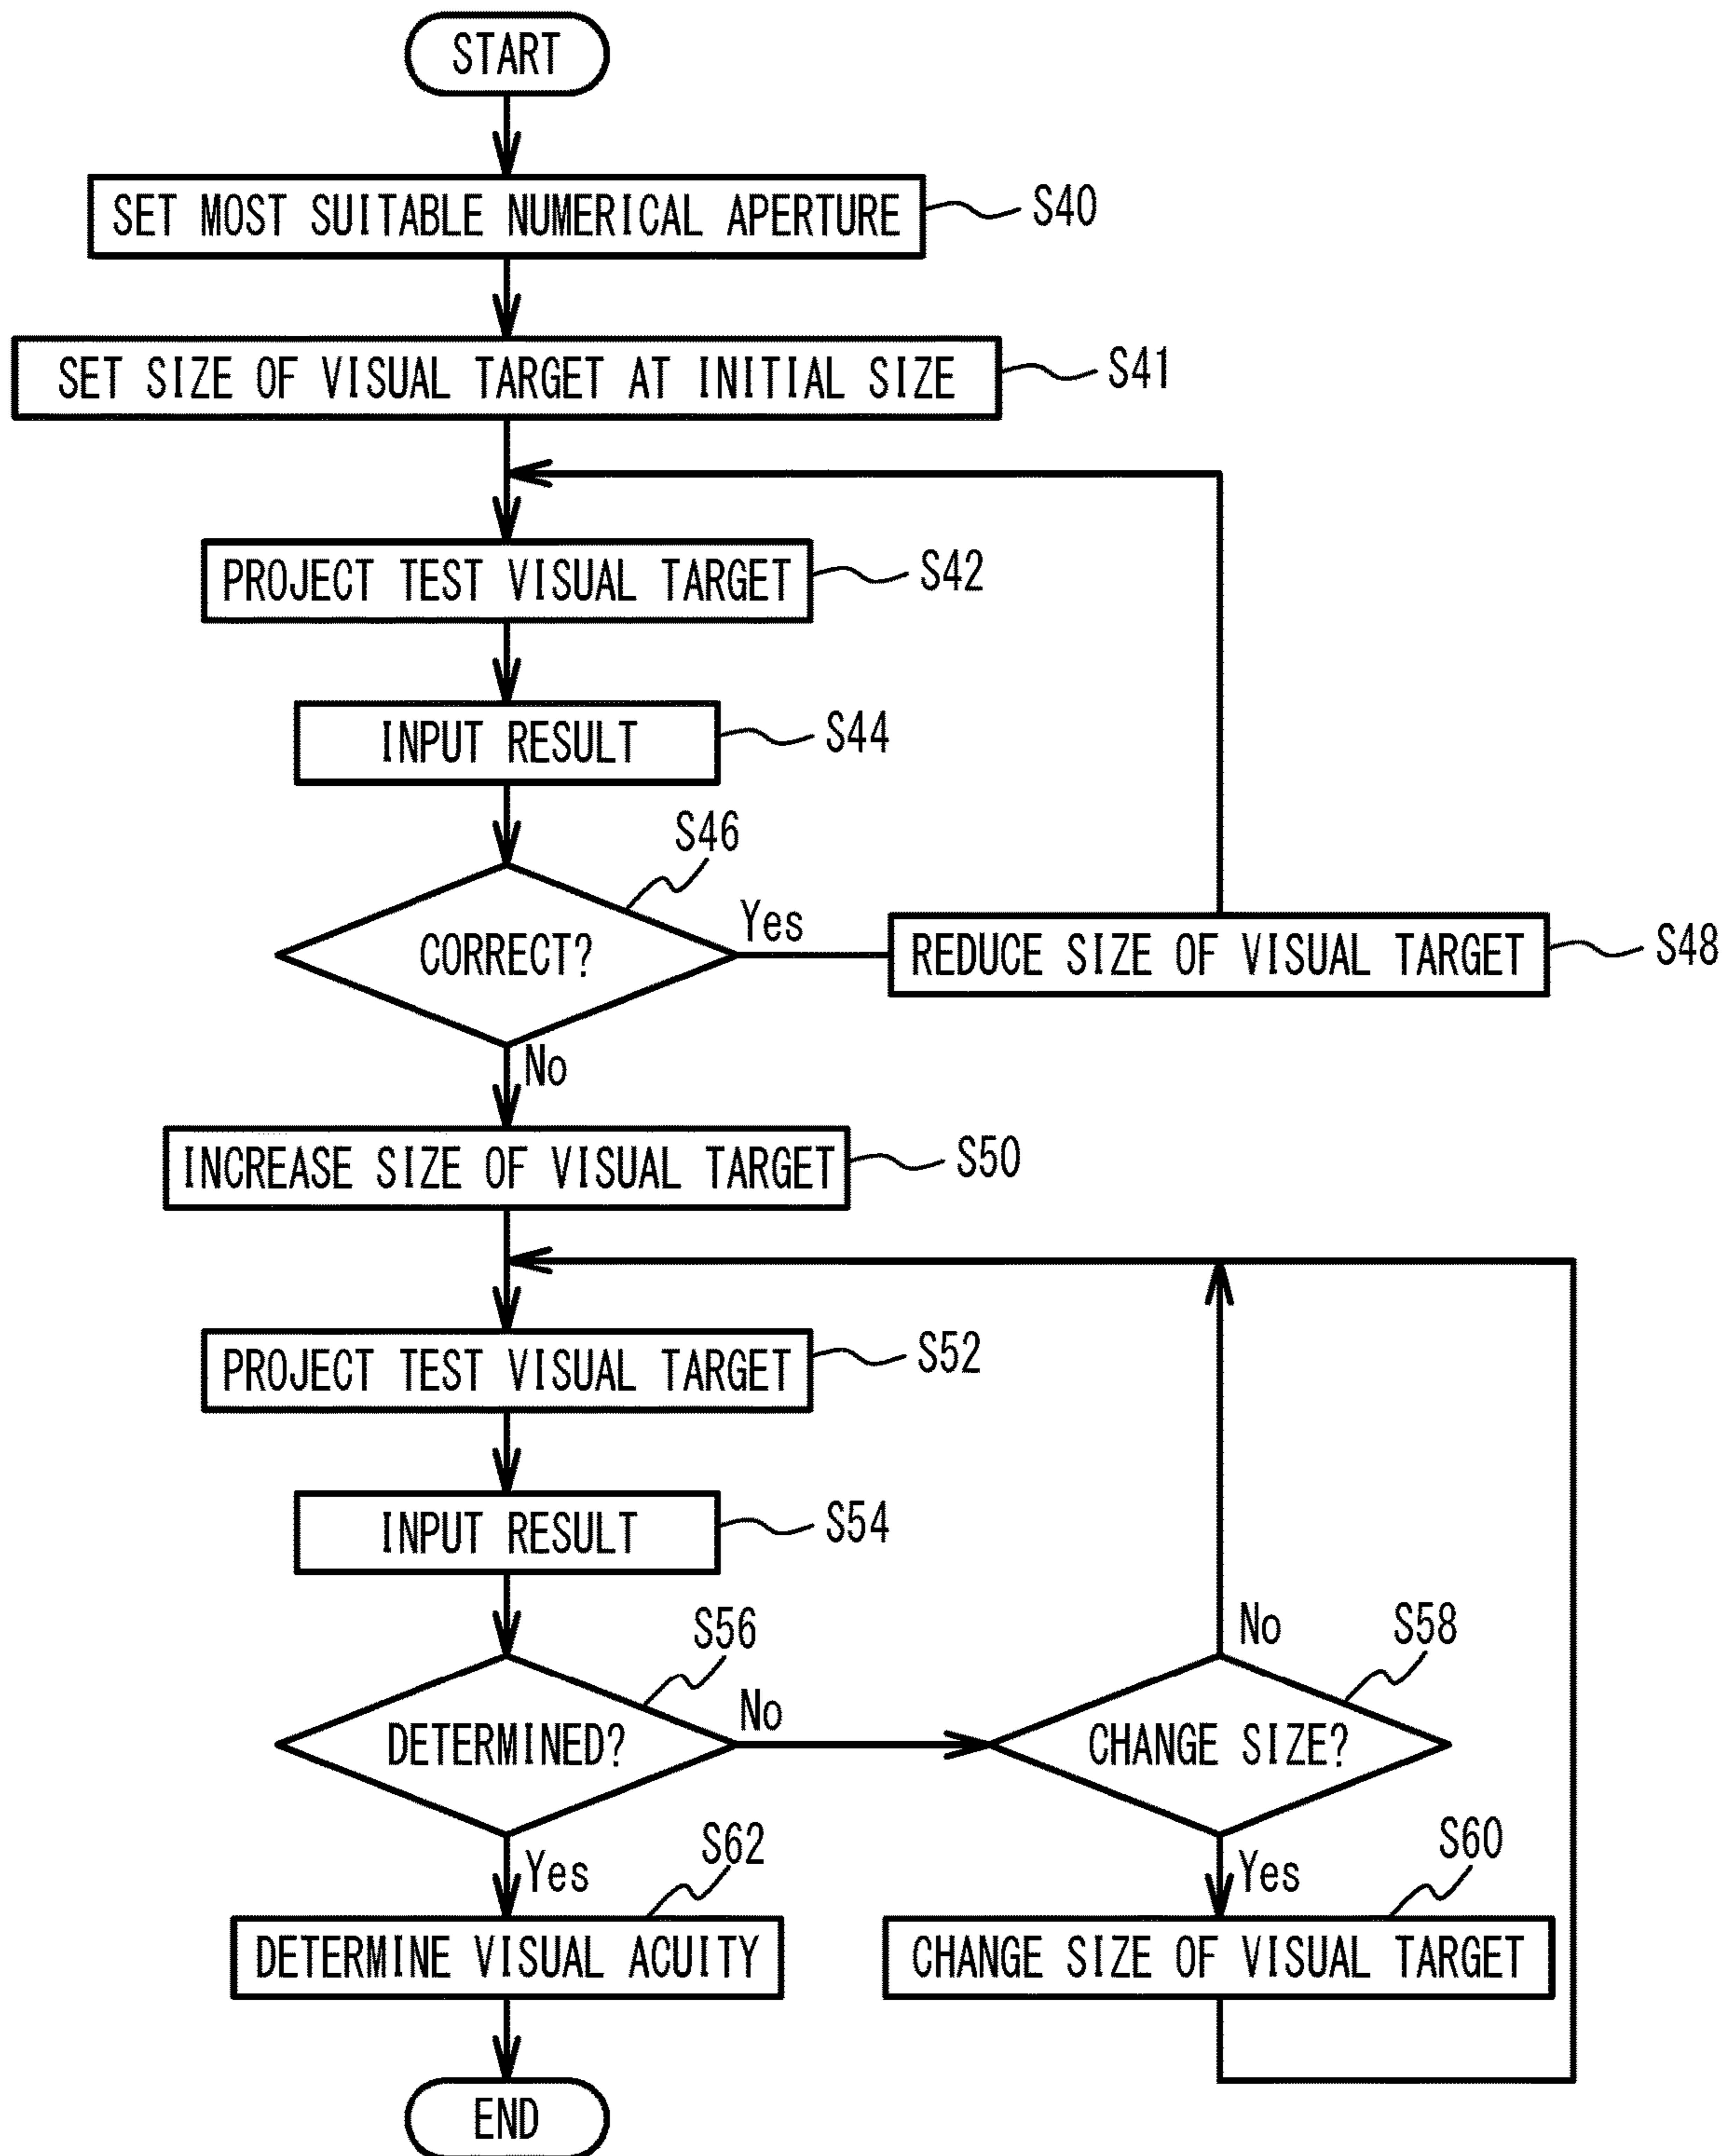 START
SET MOST SUITABLE NUMERICAL APERTURE
S40
SET SIZE OF VISUAL TARGET AT INITIAL SIZE
S41
PROJECT TEST VISUAL TARGET
S42
INPUT RESULT
S44
S46
CORRECT?
Yes
REDUCE SIZE OF VISUAL TARGET
S48
No
INCREASE SIZE OF VISUAL TARGET
S50
PROJECT TEST VISUAL TARGET
S52
INPUT RESULT
S54
S56
DETERMINED?
No
No
S58
CHANGE SIZE?
Yes
S62
DETERMINE VISUAL ACUITY
Yes
S60
CHANGE SIZE OF VISUAL TARGET
END